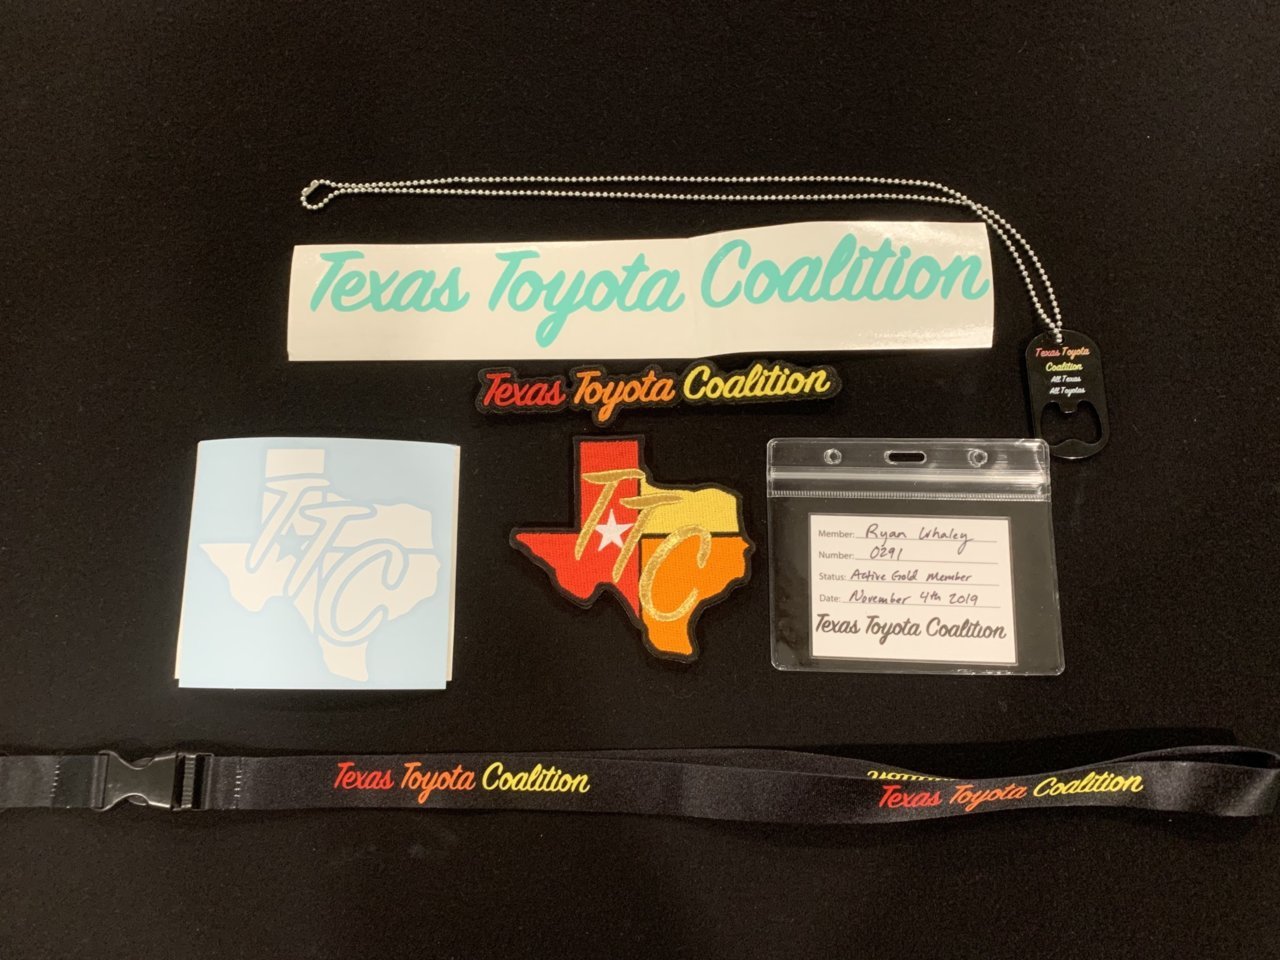 Texas Toyota Coalition
Texas Toyota
Coalition
All Texas
All Toyotas
Texas Toyota Coalition
TTC
TTC
Member: Ryan Whaley
Number: 0291
Status: Active Gold Member
Date: November 4th 2019
Texas Toyota Coalition
Texas Toyota Coalition
Texas Toyota Coalition